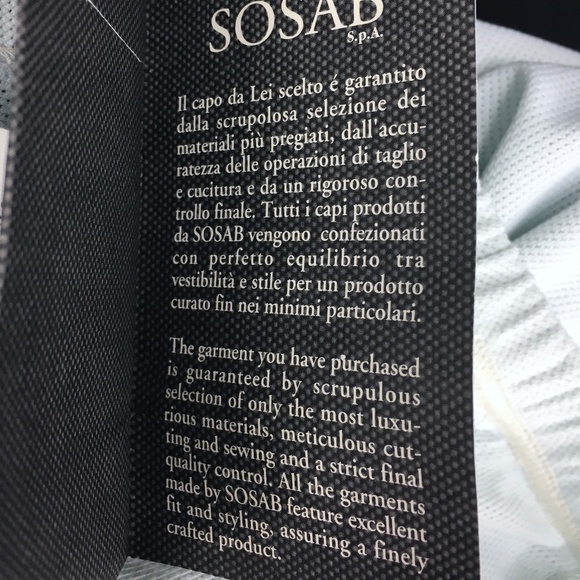 SOSAB
S.p.A.
Il capo da Lei scelto é garantito
dalla scrupolosa selezione dei
materiali più pregiati, dall'accu-
ratezza delle operazioni di taglio
e cucitura e da un rigoroso con-
trollo finale. Tutti i capi prodotti
da SOSAB vengono confezionati
con perfetto equilibrio tra
vestibilità e stile per un prodotto
curato fin nei minimi particolari.
The garment you have purchased
is guaranteed by scrupulous
selection of only the most luxu-
rious materials, meticulous cut-
ting and sewing and a strict final
quality control. All the garments
made by SOSAB feature excellent
fit and styling, assuring a finely
crafted product.